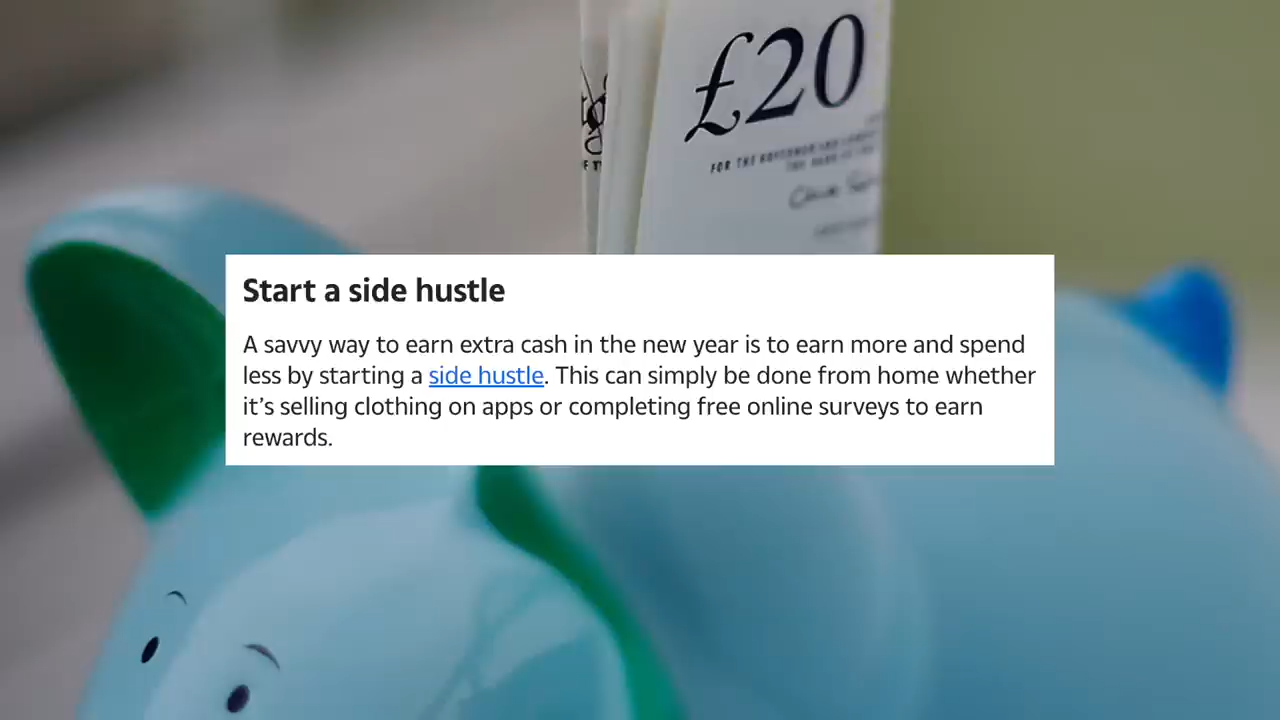 £20
Start a side hustle
A savvy way to earn extra cash in the new year is to earn more and spend
less by starting a side hustle. This can simply be done from home whether
it's selling clothing on apps or completing free online surveys to earn
rewards.